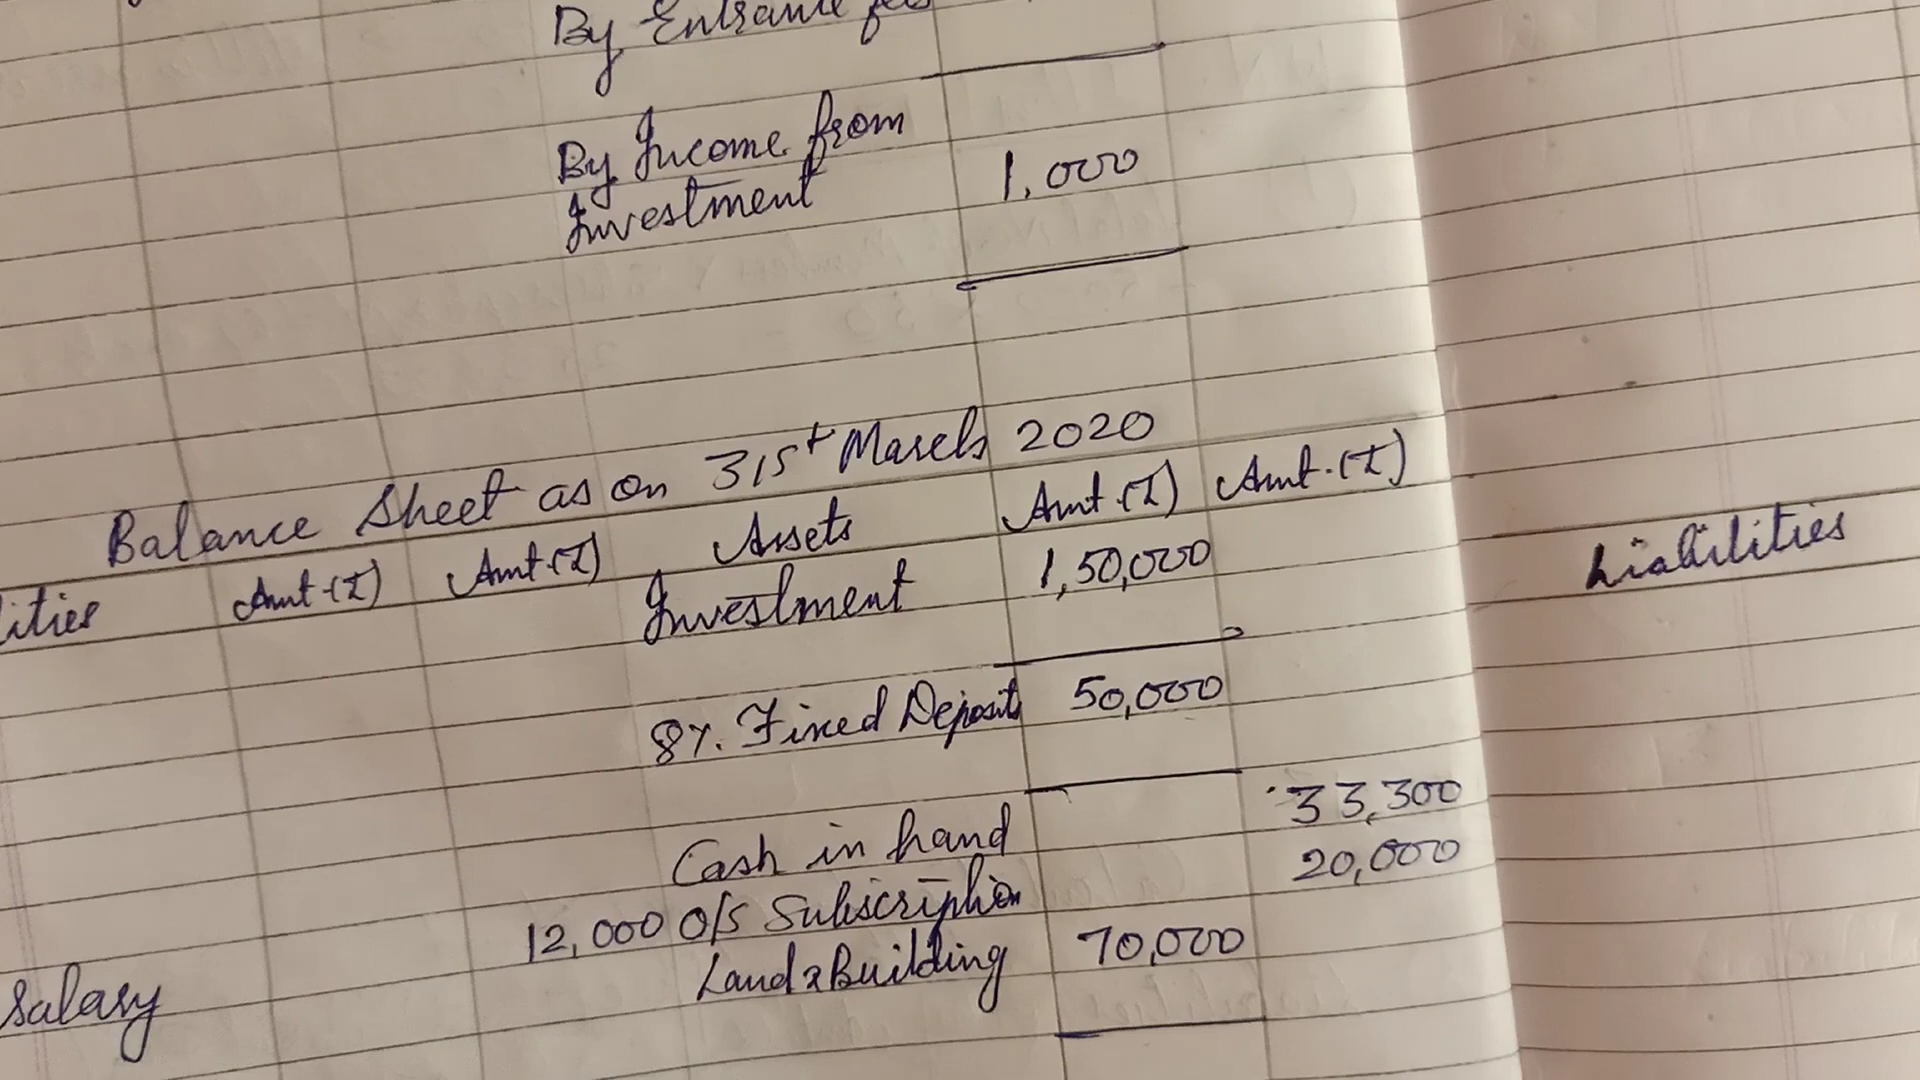 By Entrance fees
By Income from
Investment 1,000
Balance Sheet as on 31st March 2020
Amt.(₹) Amt.(₹) Assets Amt.(₹) Amt.(₹)
Investment 1,50,000
8%. Fixed Deposit 50,000
Cash in hand 33,300
12,000 O/S Subscription 20,000
Salary Land & Building 70,000
Liabilities